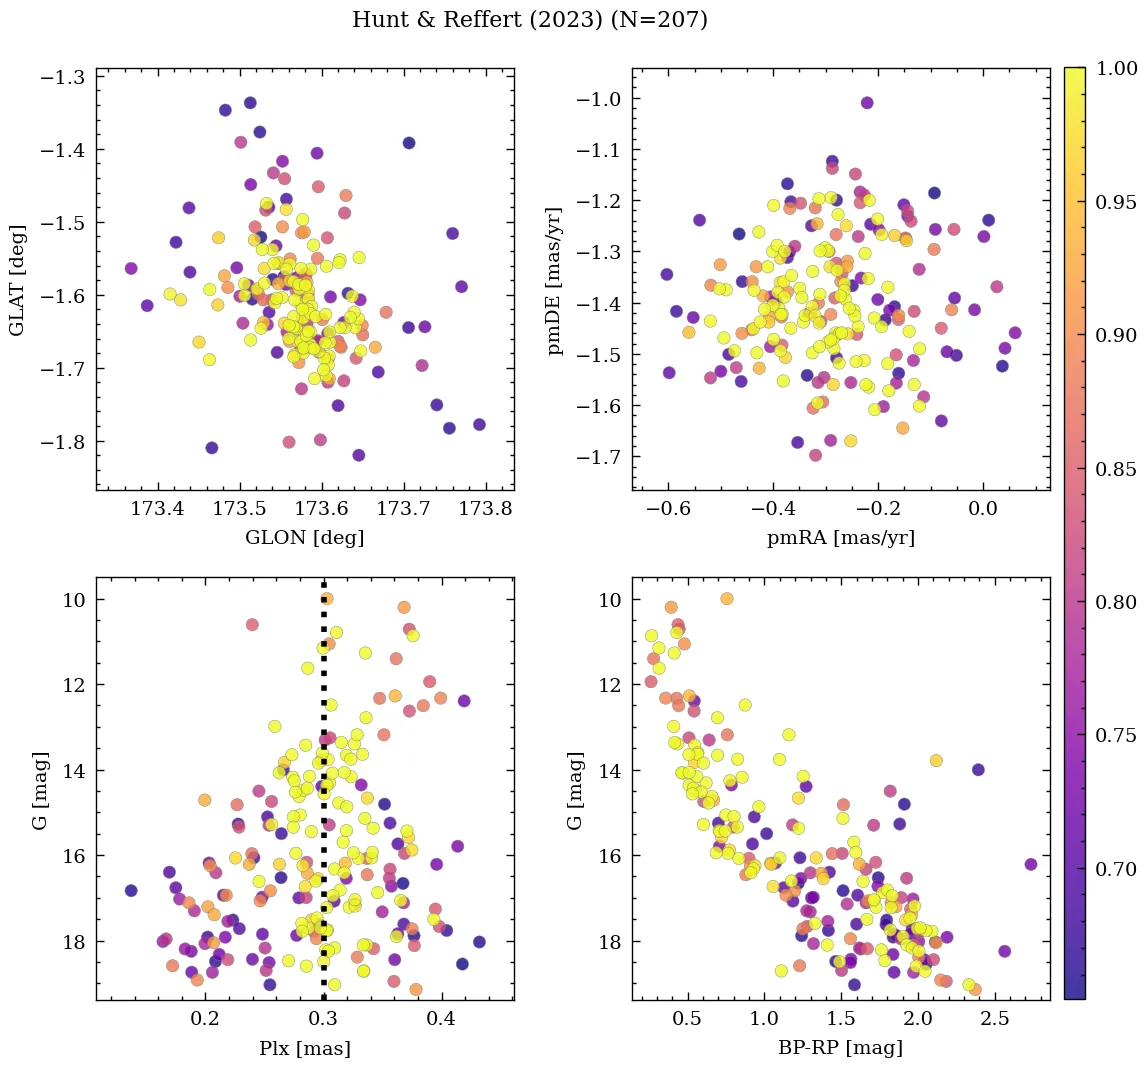 Hunt & Reffert (2023) (N=207)
−1.3
−1.4
−1.5
−1.6
−1.7
−1.8
GLAT [deg]
173.4 173.5 173.6 173.7 173.8
GLON [deg]
−1.0
−1.1
−1.2
−1.3
−1.4
−1.5
−1.6
−1.7
pmDE [mas/yr]
−0.6 −0.4 −0.2 0.0
pmRA [mas/yr]
10
12
14
16
18
G [mag]
0.2 0.3 0.4
Plx [mas]
10
12
14
16
18
G [mag]
0.5 1.0 1.5 2.0 2.5
BP-RP [mag]
1.00
0.95
0.90
0.85
0.80
0.75
0.70